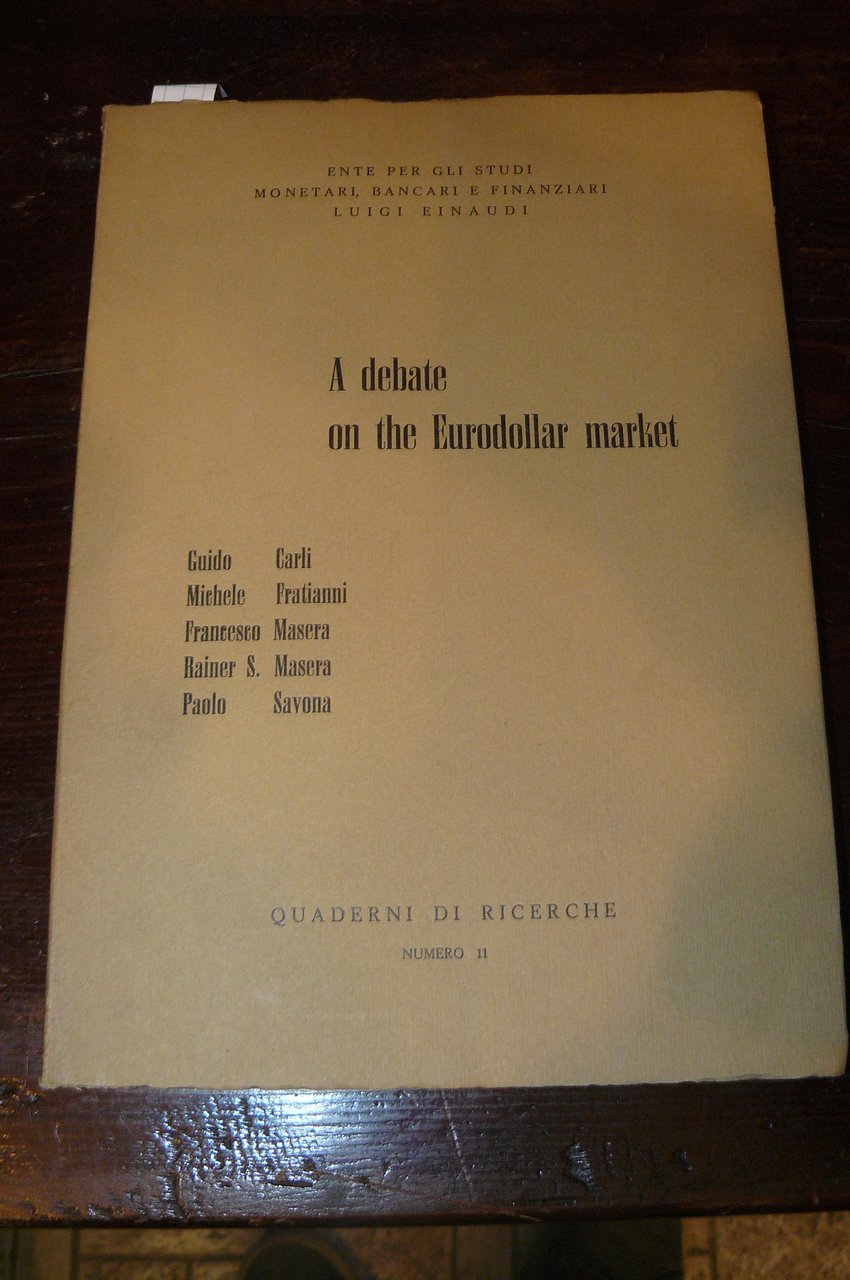 ENTE PER GLI STUDI
MONETARI, BANCARI E FINANZIARI
LUIGI EINAUDI
A debate
on the Eurodollar market
Guido Carli
Michele Fratianni
Francesco Masera
Rainer S. Masera
Paolo Savona
QUADERNI DI RICERCHE
NUMERO 11